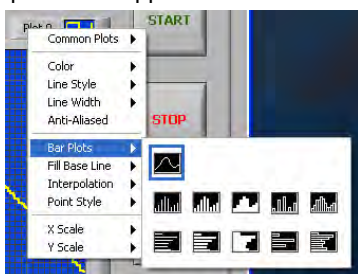 Plot 0
START
Common Plots
Color
Line Style
Line Width
Anti-Aliased
STOP
Bar Plots
Fill Base Line
Interpolation
Point Style
X Scale
Y Scale